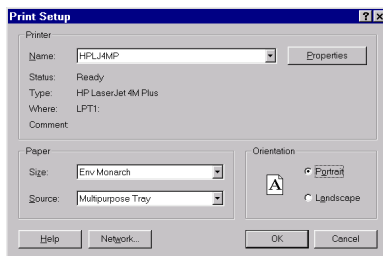 Print Setup
Printer
Name: HPLJ4MP Properties
Status: Ready
Type: HP LaserJet 4M Plus
Where: LPT1:
Comment
Paper
Size: Env Monarch
Source: Multipurpose Tray
Orientation
A
Portrait
Landscape
Help Network... OK Cancel